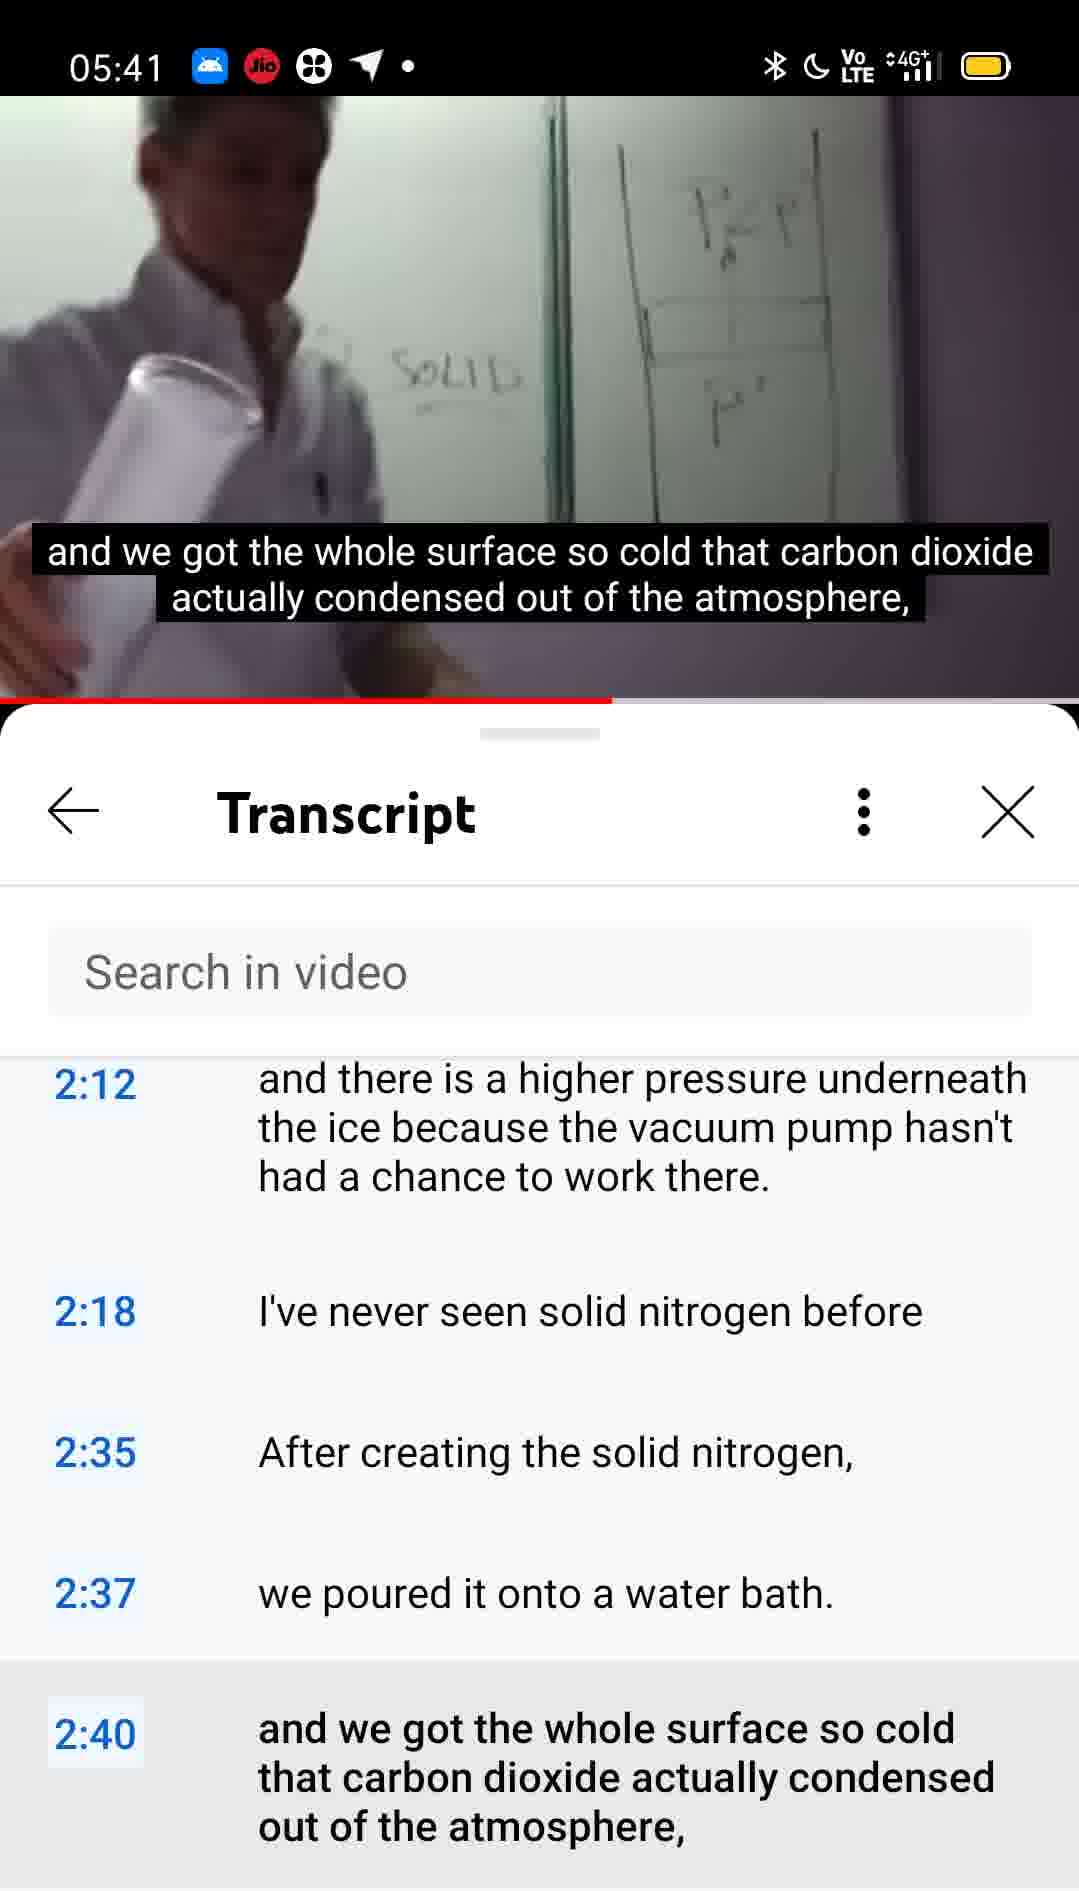 05:41
Jio
Vo LTE
4G+
SOLID
and we got the whole surface so cold that carbon dioxide
actually condensed out of the atmosphere,
Transcript
Search in video
2:12 and there is a higher pressure underneath
the ice because the vacuum pump hasn't
had a chance to work there.
2:18 I've never seen solid nitrogen before
2:35 After creating the solid nitrogen,
2:37 we poured it onto a water bath.
2:40 and we got the whole surface so cold
that carbon dioxide actually condensed
out of the atmosphere,